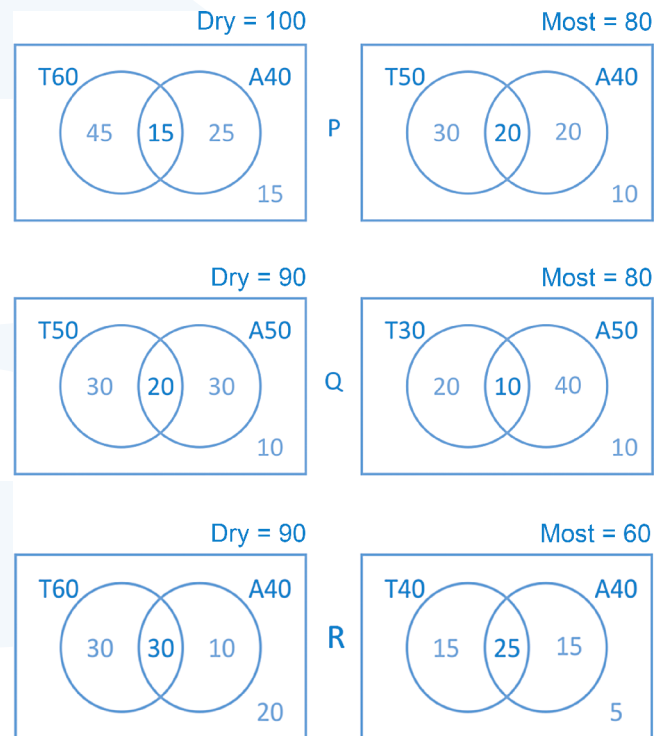 Dry = 100 Most = 80
T60 A40 T50 A40
45 15 25 P 30 20 20
15 10
Dry = 90 Most = 80
T50 A50 T30 A50
30 20 30 Q 20 10 40
10 10
Dry = 90 Most = 60
T60 A40 T40 A40
30 30 10 R 15 25 15
20 5